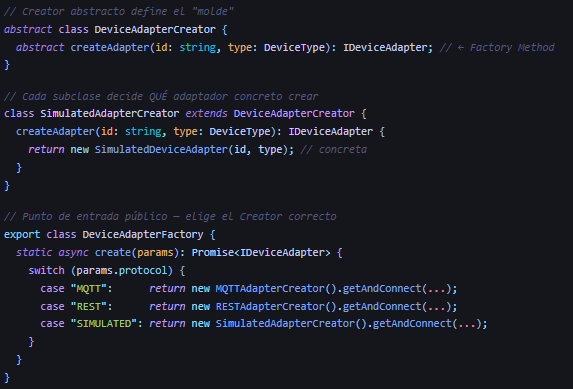 // Creator abstracto define el "molde"
abstract class DeviceAdapterCreator {
  abstract createAdapter(id: string, type: DeviceType): IDeviceAdapter; // ← Factory Method
}

// Cada subclase decide QUÉ adaptador concreto crear
class SimulatedAdapterCreator extends DeviceAdapterCreator {
  createAdapter(id: string, type: DeviceType): IDeviceAdapter {
    return new SimulatedDeviceAdapter(id, type); // concreta
  }
}

// Punto de entrada público — elige el Creator correcto
export class DeviceAdapterFactory {
  static async create(params): Promise<IDeviceAdapter> {
    switch (params.protocol) {
      case "MQTT":      return new MQTTAdapterCreator().getAndConnect(...);
      case "REST":      return new RESTAdapterCreator().getAndConnect(...);
      case "SIMULATED": return new SimulatedAdapterCreator().getAndConnect(...);
    }
  }
}